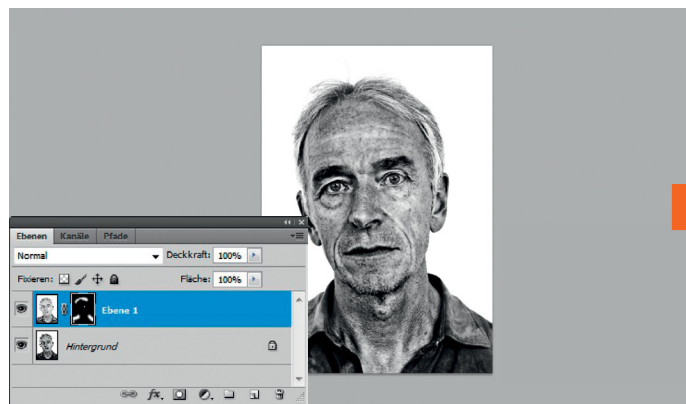 Ebenen Kanäle Pfade
Normal Deckkraft: 100%
Fixieren: Fläche: 100%
Ebene 1
Hintergrund
fx.